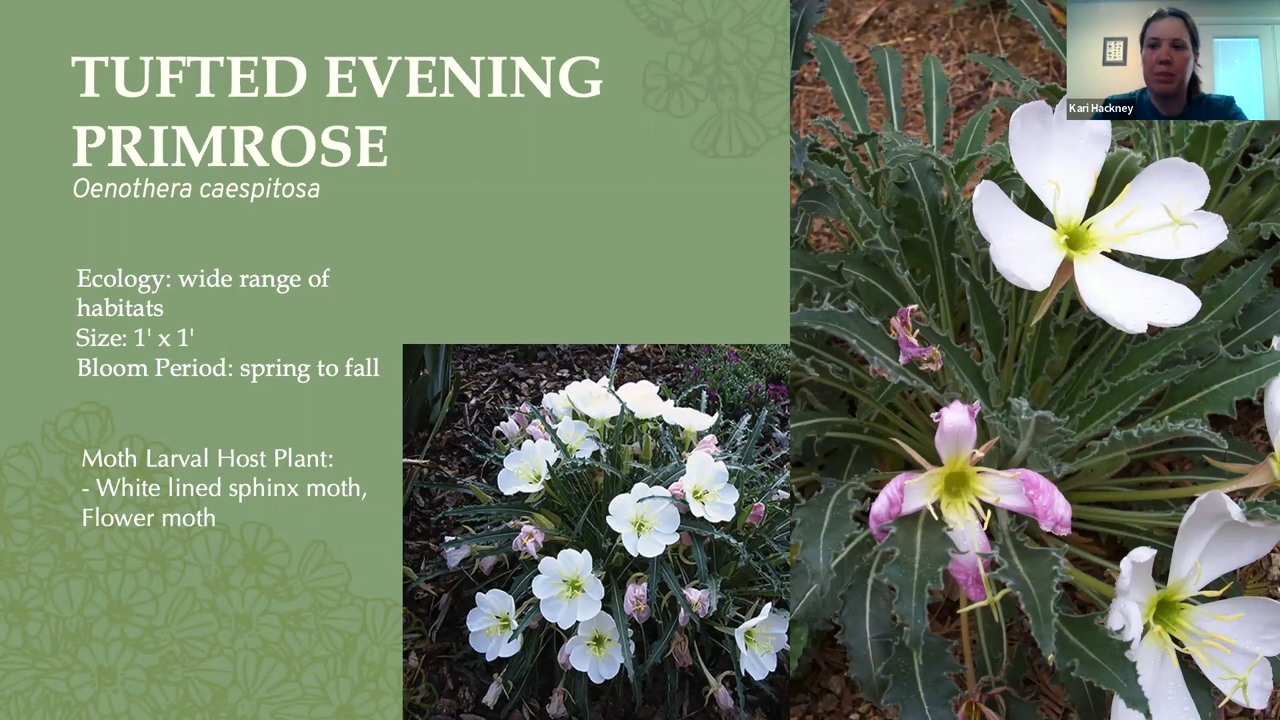 TUFTED EVENING
PRIMROSE
Oenothera caespitosa
Ecology: wide range of
habitats
Size: 1' x 1'
Bloom Period: spring to fall
Moth Larval Host Plant:
- White lined sphinx moth,
Flower moth
Kari Hackney